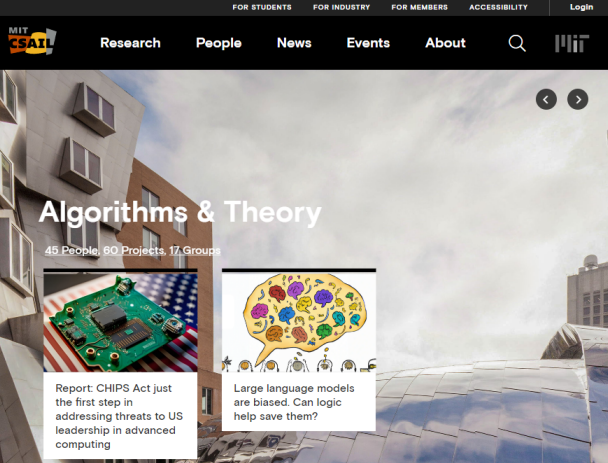 FOR STUDENTS FOR INDUSTRY FOR MEMBERS ACCESSIBILITY Login
MIT
CSAIL
Research People News Events About
MIT
Algorithms & Theory
45 People, 60 Projects, 17 Groups
Report: CHIPS Act just
the first step in
addressing threats to US
leadership in advanced
computing
Large language models
are biased. Can logic
help save them?